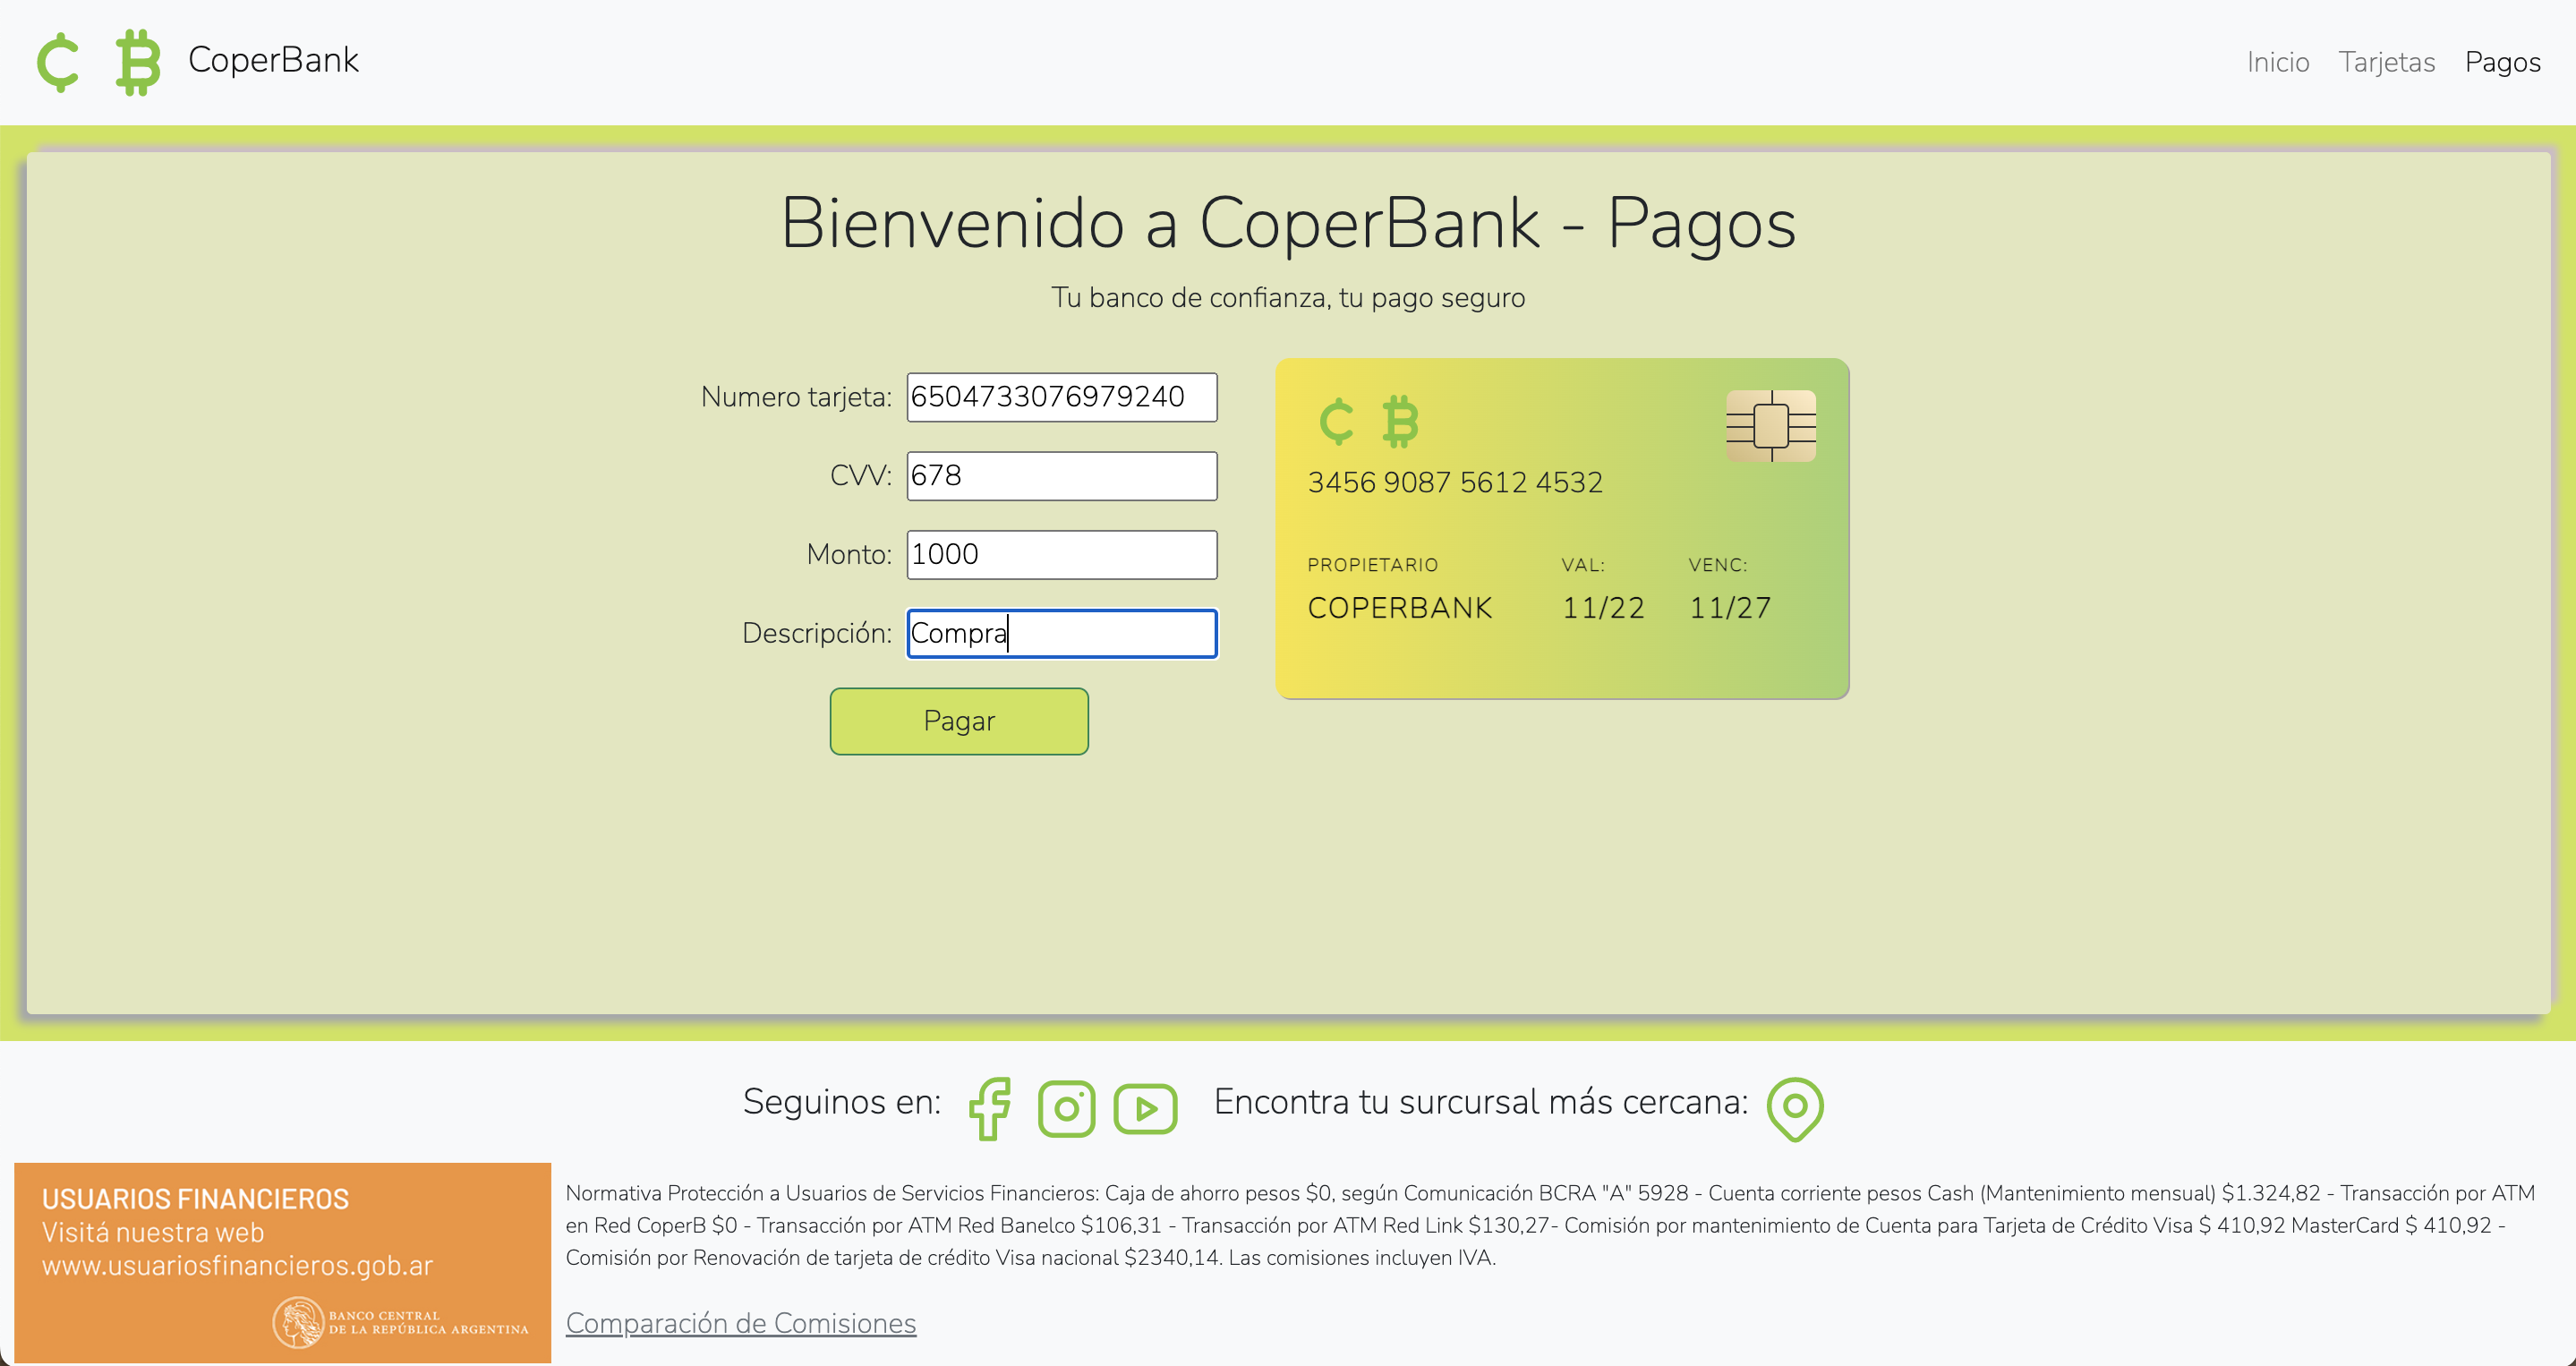 CoperBank
Inicio Tarjetas Pagos
Bienvenido a CoperBank - Pagos
Tu banco de confianza, tu pago seguro
Numero tarjeta: 6504733076979240
CVV: 678
Monto: 1000
Descripción: Compra
Pagar
3456 9087 5612 4532
PROPIETARIO VAL: VENC:
COPERBANK 11/22 11/27
Seguinos en: Encontra tu surcursal más cercana:
USUARIOS FINANCIEROS
Visitá nuestra web
www.usuariosfinancieros.gob.ar
BANCO CENTRAL
DE LA REPÚBLICA ARGENTINA
Normativa Protección a Usuarios de Servicios Financieros: Caja de ahorro pesos $0, según Comunicación BCRA "A" 5928 - Cuenta corriente pesos Cash (Mantenimiento mensual) $1.324,82 - Transacción por ATM
en Red CoperB $0 - Transacción por ATM Red Banelco $106,31 - Transacción por ATM Red Link $130,27- Comisión por mantenimiento de Cuenta para Tarjeta de Crédito Visa $ 410,92 MasterCard $ 410,92 -
Comisión por Renovación de tarjeta de crédito Visa nacional $2340,14. Las comisiones incluyen IVA.
Comparación de Comisiones